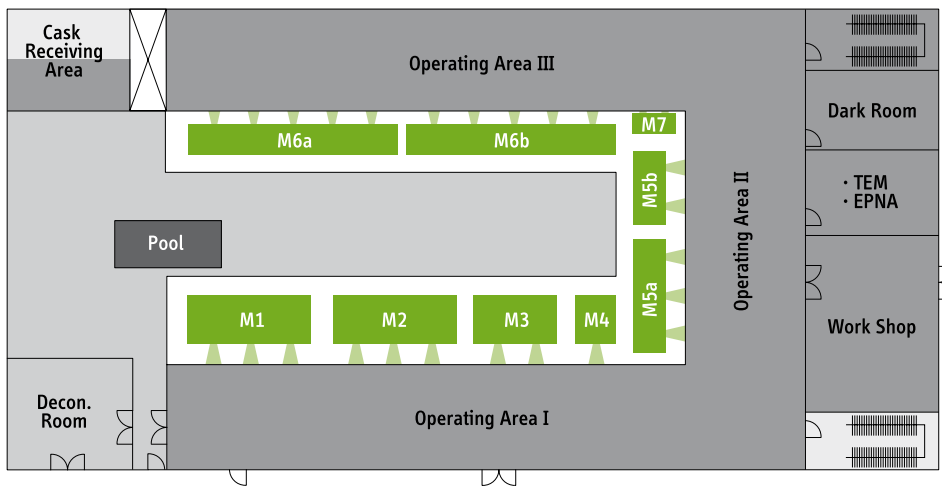 Cask
Receiving
Area
Operating Area III
M6a
M6b
M7
Dark Room
M5b
Operating Area II
・TEM
・EPNA
Pool
M5a
M1
M2
M3
M4
Work Shop
Decon.
Room
Operating Area I